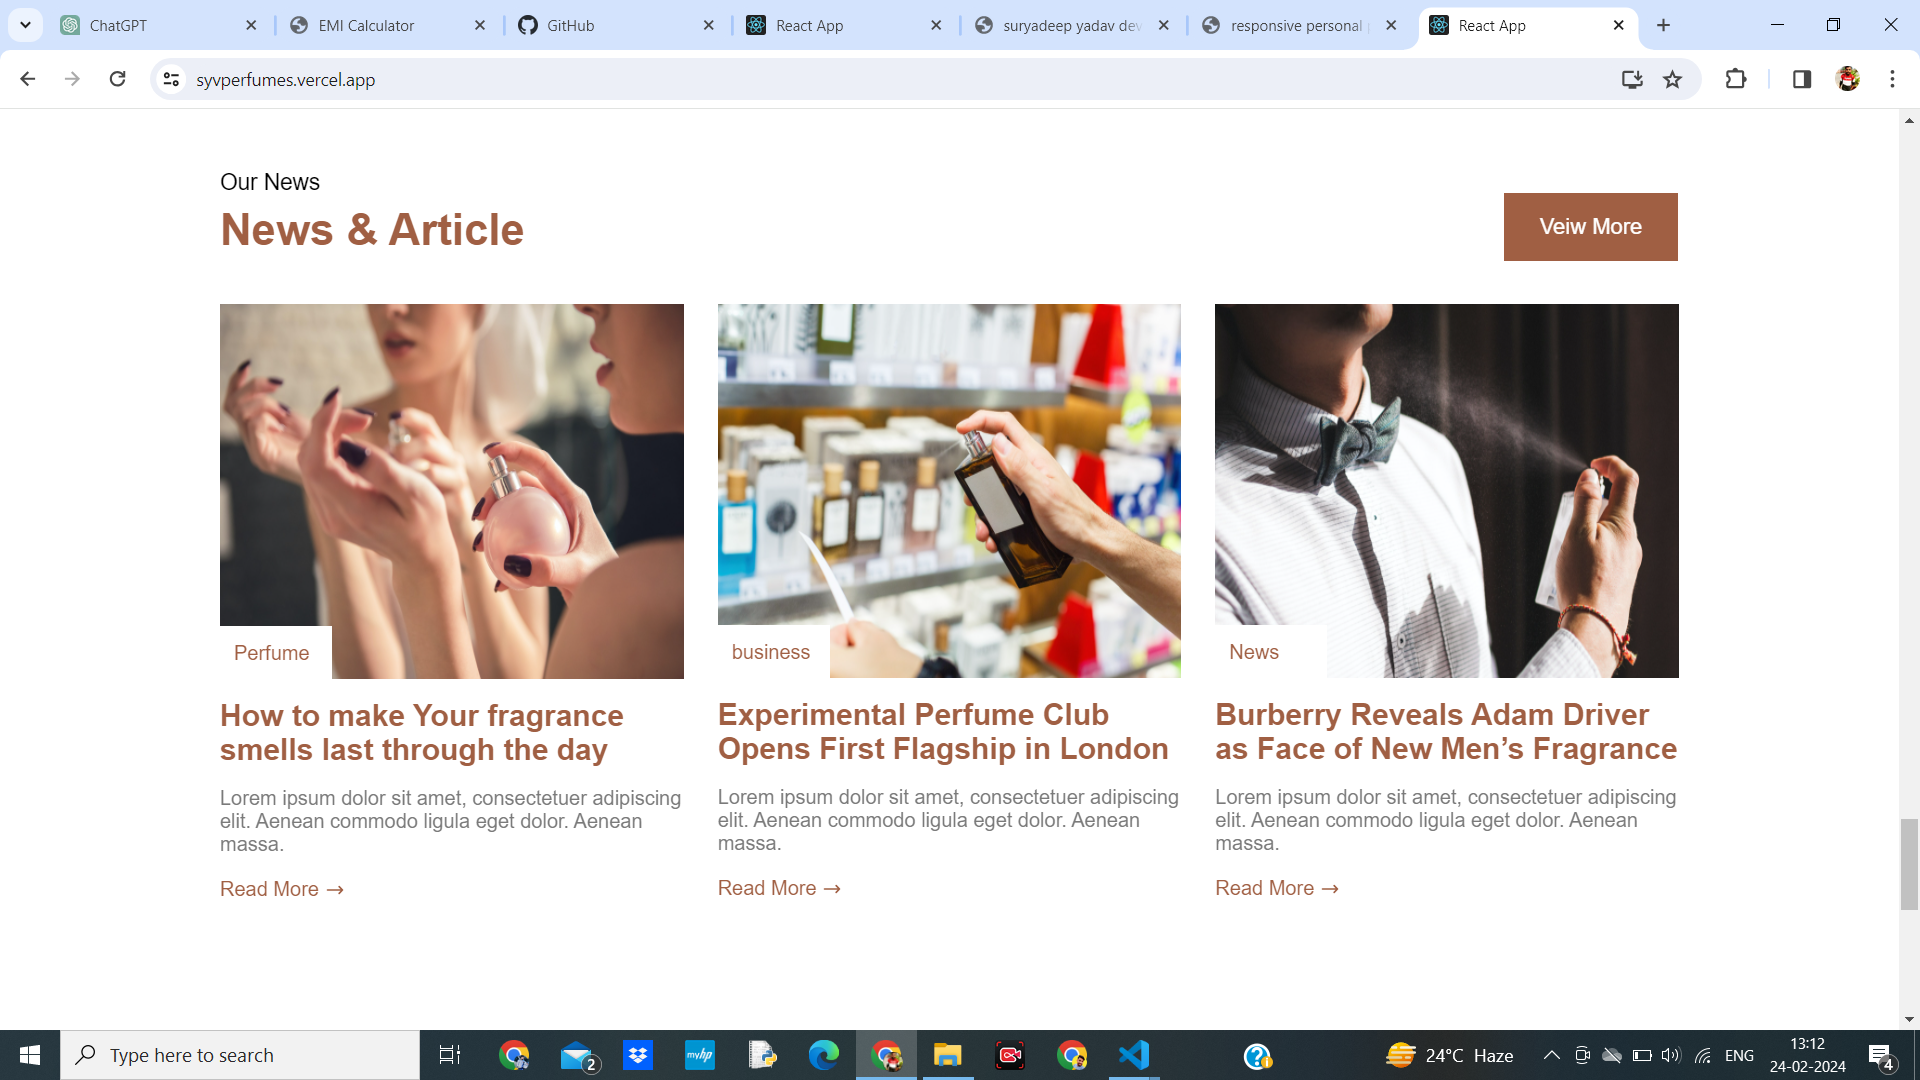 ChatGPT
EMI Calculator
GitHub
React App
suryadeep yadav dev
responsive personal
React App
syvperfumes.vercel.app
Our News
News & Article
Veiw More
Perfume
How to make Your fragrance
smells last through the day
Lorem ipsum dolor sit amet, consectetuer adipiscing
elit. Aenean commodo ligula eget dolor. Aenean
massa.
Read More →
business
Experimental Perfume Club
Opens First Flagship in London
Lorem ipsum dolor sit amet, consectetuer adipiscing
elit. Aenean commodo ligula eget dolor. Aenean
massa.
Read More →
News
Burberry Reveals Adam Driver
as Face of New Men’s Fragrance
Lorem ipsum dolor sit amet, consectetuer adipiscing
elit. Aenean commodo ligula eget dolor. Aenean
massa.
Read More →
Type here to search
2
myhp
24°C Haze
ENG
13:12
24-02-2024
4